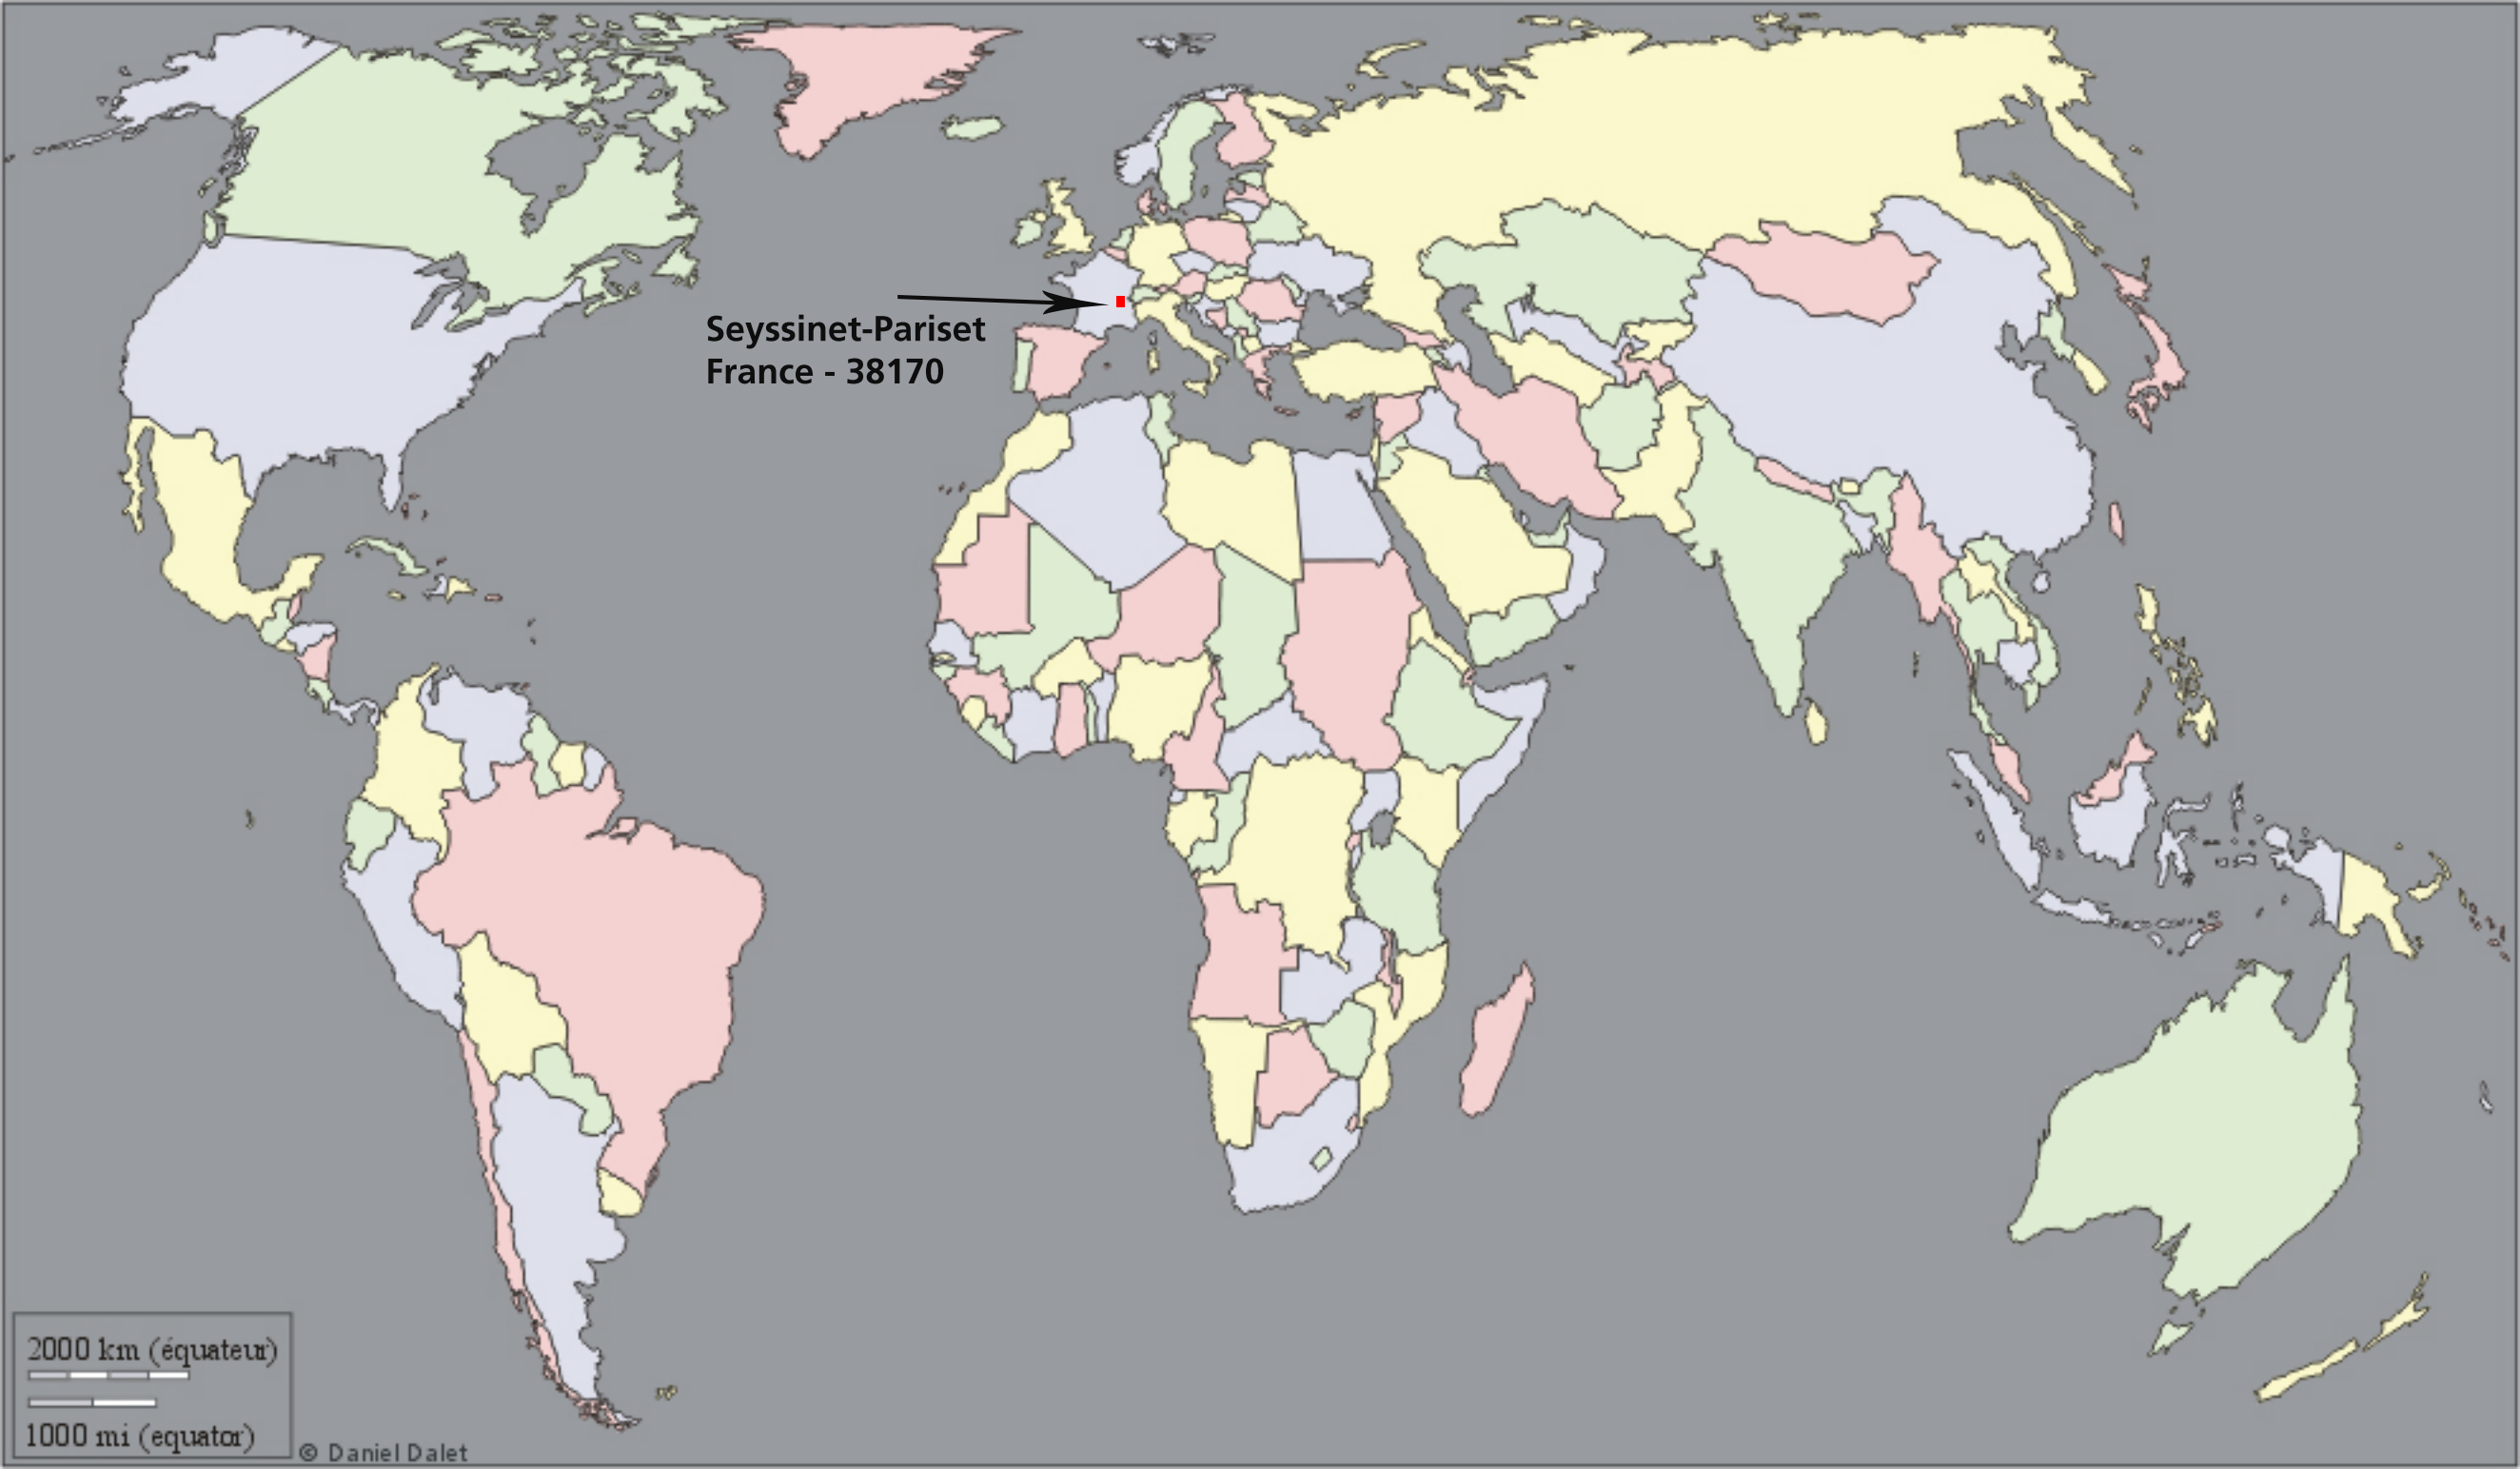 Seyssinet-Pariset
France - 38170
2000 km (équateur)
1000 mi (equator)
© Daniel Dalet